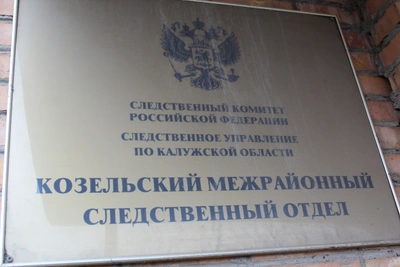 СЛЕДСТВЕННЫЙ КОМИТЕТ
РОССИЙСКОЙ ФЕДЕРАЦИИ
СЛЕДСТВЕННОЕ УПРАВЛЕНИЕ
ПО КАЛУЖСКОЙ ОБЛАСТИ
КОЗЕЛЬСКИЙ МЕЖРАЙОННЫЙ
СЛЕДСТВЕННЫЙ ОТДЕЛ